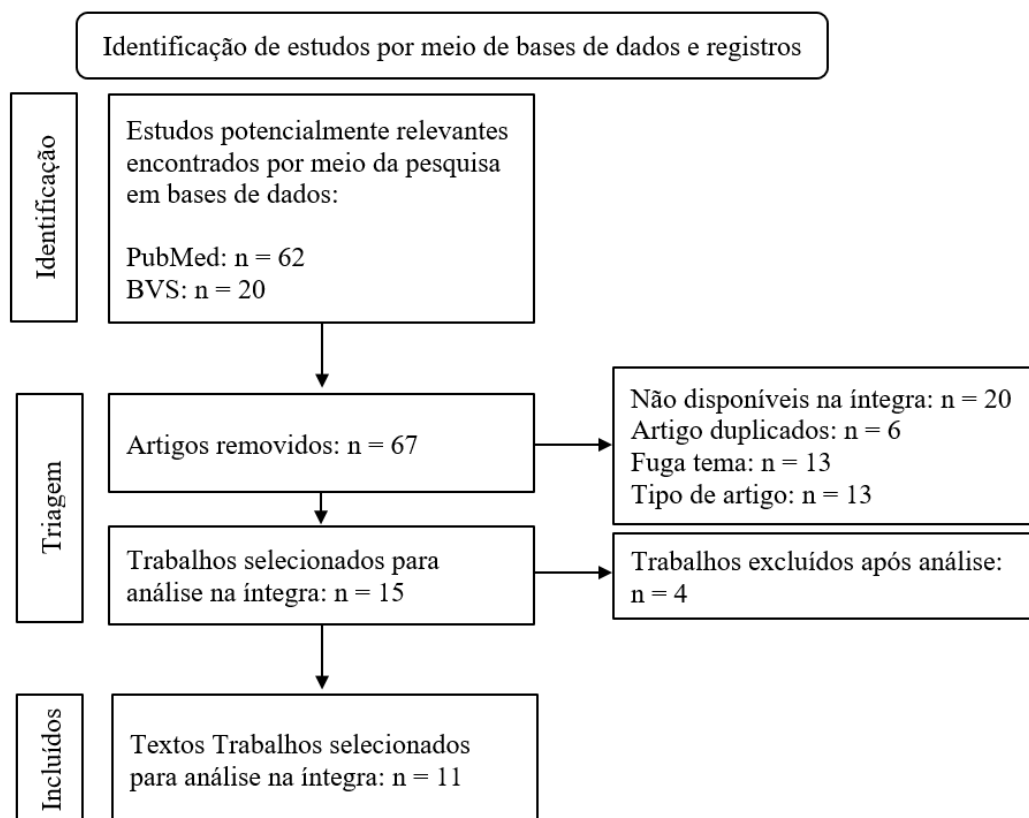 Identificação de estudos por meio de bases de dados e registros
Identificação
Estudos potencialmente relevantes
encontrados por meio da pesquisa
em bases de dados:
PubMed: n = 62
BVS: n = 20
Triagem
Artigos removidos: n = 67
Não disponíveis na íntegra: n = 20
Artigo duplicados: n = 6
Fuga tema: n = 13
Tipo de artigo: n = 13
Trabalhos selecionados para
análise na íntegra: n = 15
Trabalhos excluídos após análise:
n = 4
Incluídos
Textos Trabalhos selecionados
para análise na íntegra: n = 11